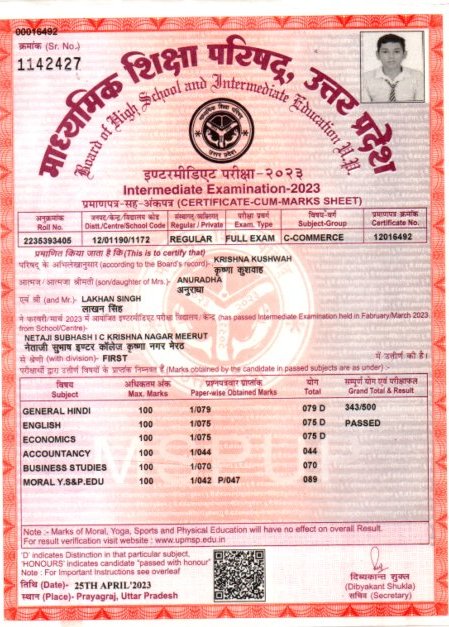 00016492
क्रमांक (Sr. No.)
1142427
माध्यमिक शिक्षा परिषद, उत्तर प्रदेश
Board of High School and Intermediate Education U.P.
इण्टरमीडिएट परीक्षा-२०२३
Intermediate Examination-2023
प्रमाणपत्र-सह-अंकपत्र (CERTIFICATE-CUM-MARKS SHEET)
अनुक्रमांक जनपद/केन्द्र/विद्यालय कोड संस्थागत/व्यक्तिगत परीक्षा प्रकार विषय-वर्ग प्रमाणपत्र क्रमांक
Roll No. Distt./Centre/School Code Regular / Private Exam. Type Subject-Group Certificate No.
2235393405 12/01190/1172 REGULAR FULL EXAM C-COMMERCE 12016492
प्रमाणित किया जाता है कि(This is to certify that) KRISHNA KUSHWAH
परिषद् के अभिलेखानुसार(according to the Board's record)- कृष्णा कुशवाह
आत्मज / आत्मजा श्रीमती (son/daughter of Mrs.) ANURADHA
अनुराधा
एवं श्री (and Mr.)- LAKHAN SINGH
लाखन सिंह
ने फरवरी/मार्च 2023 में आयोजित इण्टरमीडिएट परीक्षा विद्यालय/ केन्द्र (has passed Intermediate Examination held in Fabruary/March 2023
from School/Centre)-
NETAJI SUBHASH I C KRISHNA NAGAR MEERUT
नेताजी सुभाष इण्टर कॉलेज कृष्णा नगर मेरठ
से श्रेणी (with division)- FIRST में उत्तीर्ण की है।
परीक्षार्थी द्वारा उत्तीर्ण विषयों के प्राप्तांक निम्नवत हैं (Marks obtained by the candidate in passed subjects are as under) :-
विषय अधिकतम अंक प्रश्नपत्रवार प्राप्तांक योग सम्पूर्ण योग एवं परीक्षाफल
Subject Max. Marks Paper-wise Obtained Marks Total Grand Total & Result
GENERAL HINDI 100 1/079 079 D 343/500
ENGLISH 100 1/075 075 D PASSED
ECONOMICS 100 1/075 075 D
ACCOUNTANCY 100 1/044 044
BUSINESS STUDIES 100 1/070 070
MORAL Y.S&P.EDU 100 1/042 P/047 089
MSPUP
Note :- Marks of Moral, Yoga, Sports and Physical Education will have no effect on overall Result.
For result verification visit website : www.upmsp.edu.in
'D' indicates Distinction in that particular subject,
'HONOURS' indicates candidate "passed with honour"
Note :- For Important Instructions see overleaf
तिथि (Date)- 25TH APRIL'2023
स्थान (Place)- Prayagraj, Uttar Pradesh
दिव्यकान्त शुक्ल
(Dibyakant Shukla)
सचिव (Secretary)